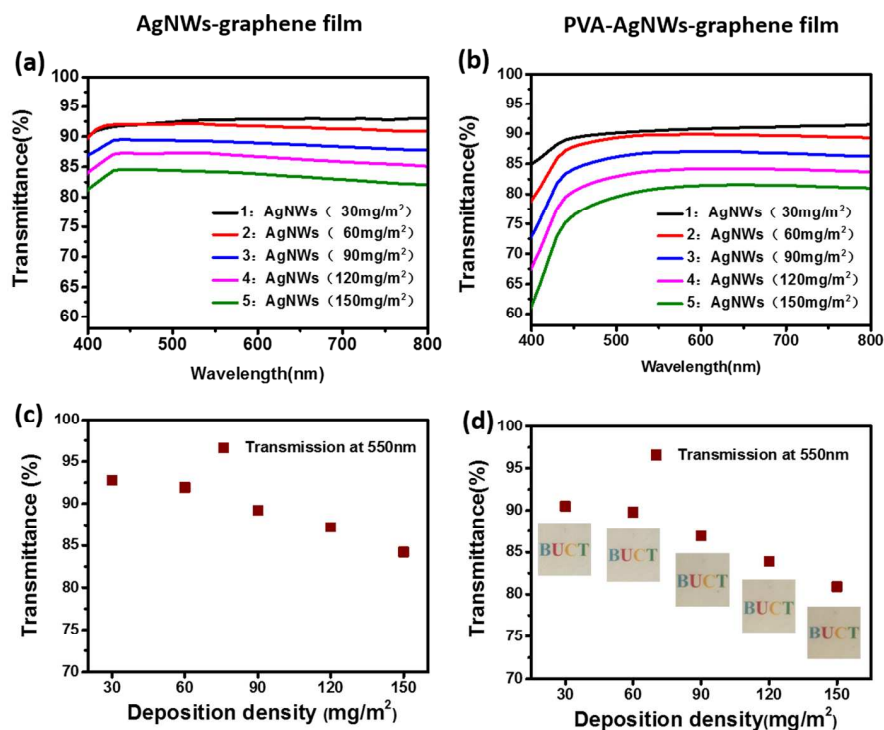 AgNWs-graphene film
PVA-AgNWs-graphene film
(a)
100
95
90
85
80
75
70
65
60
Transmittance(%)
1: AgNWs ( 30mg/m²)
2: AgNWs ( 60mg/m²)
3: AgNWs ( 90mg/m²)
4: AgNWs (120mg/m²)
5: AgNWs (150mg/m²)
400 500 600 700 800
Wavelength(nm)
(b)
100
95
90
85
80
75
70
65
60
Transmittance(%)
1: AgNWs ( 30mg/m²)
2: AgNWs ( 60mg/m²)
3: AgNWs ( 90mg/m²)
4: AgNWs (120mg/m²)
5: AgNWs (150mg/m²)
400 500 600 700 800
Wavelength(nm)
(c)
100
95
90
85
80
75
70
Transmittance (%)
Transmission at 550nm
30 60 90 120 150
Deposition density (mg/m²)
(d)
100
95
90
85
80
75
70
Transmittance(%)
Transmission at 550nm
BUCT
BUCT
BUCT
BUCT
BUCT
30 60 90 120 150
Deposition density(mg/m²)